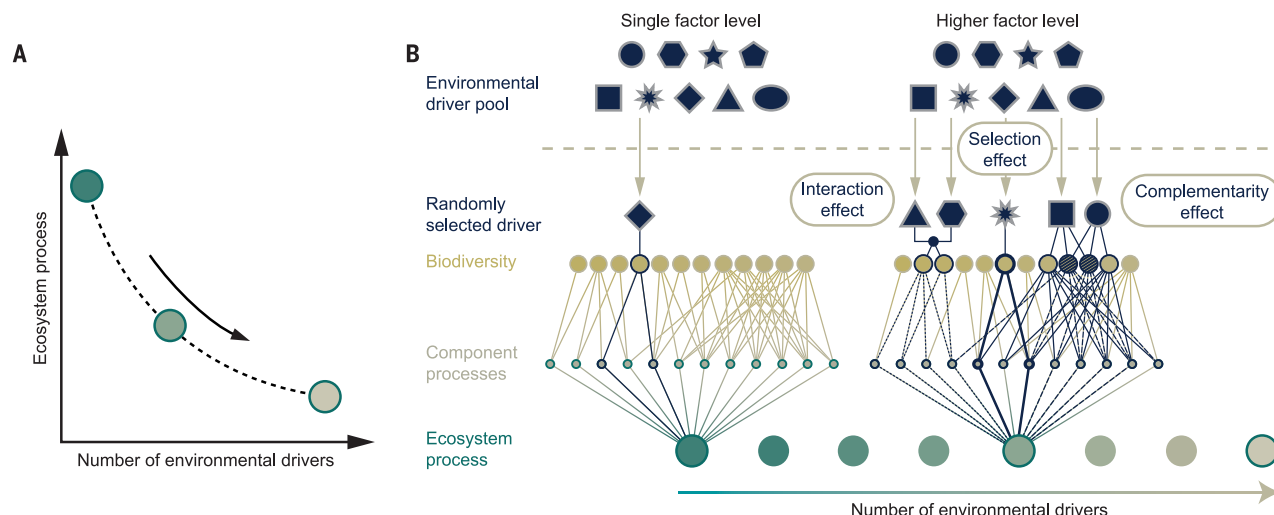 A
Ecosystem process
Number of environmental drivers
B
Single factor level
Higher factor level
Environmental
driver pool
Selection
effect
Interaction
effect
Complementarity
effect
Randomly
selected driver
Biodiversity
Component
processes
Ecosystem
process
Number of environmental drivers